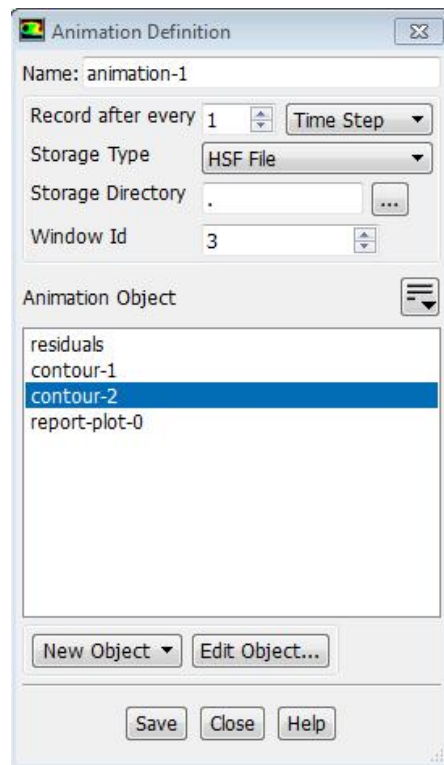 Animation Definition
Name: animation-1
Record after every 1 Time Step
Storage Type HSF File
Storage Directory . ...
Window Id 3
Animation Object
residuals
contour-1
contour-2
report-plot-0
New Object Edit Object...
Save Close Help